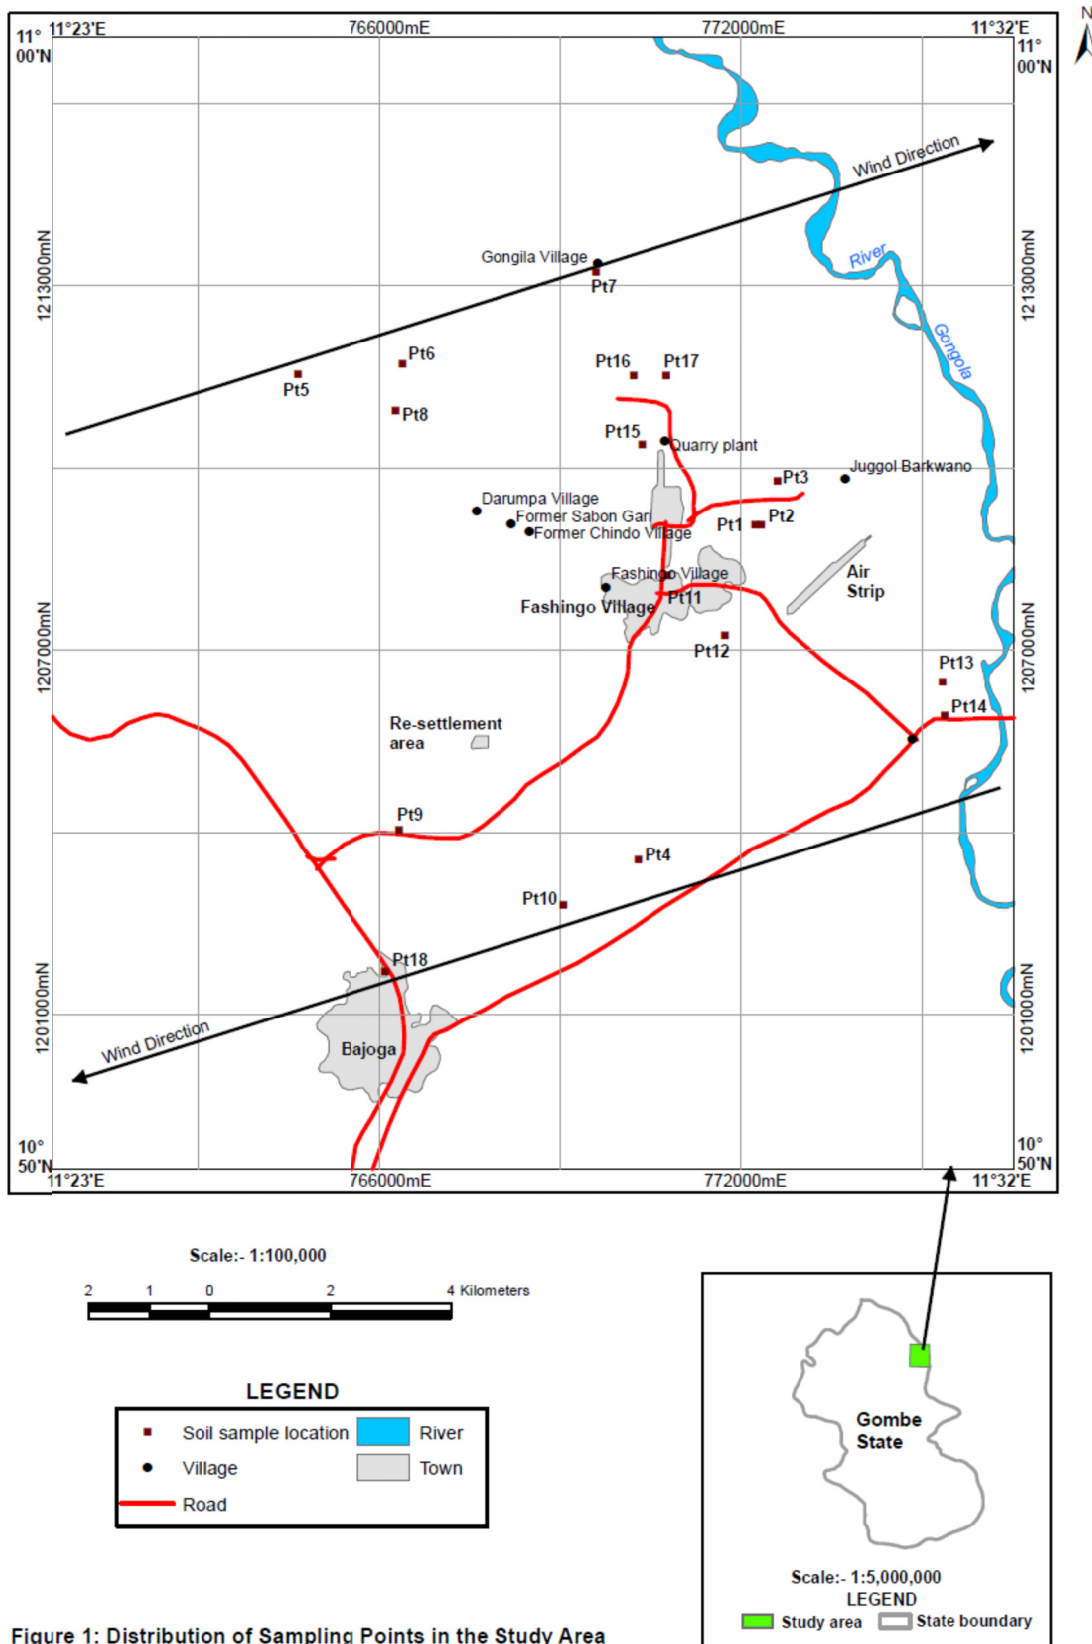 N
11°23'E
766000mE
772000mE
11°32'E
11°
00'N
11°
00'N
Wind Direction
Gongila Village
Pt7
River
Gongola
1213000mN
1213000mN
Pt6
Pt5
Pt8
Pt16
Pt17
Pt15
Quarry plant
Pt3
Juggol Barkwano
Darumpa Village
Former Sabon Gari
Former Chindo Village
Pt1
Pt2
Fashingo Village
Fashingo Village
Pt11
Air
Strip
Pt12
1207000mN
1207000mN
Pt13
Pt14
Re-settlement
area
Pt9
Pt4
Pt10
Pt18
1201000mN
1201000mN
Wind Direction
Bajoga
10°
50'N
10°
50'N
11°23'E
766000mE
772000mE
11°32'E
Scale:- 1:100,000
2 1 0 2 4 Kilometers
LEGEND
Soil sample location
River
Village
Town
Road
Gombe
State
Scale:- 1:5,000,000
LEGEND
Study area
State boundary
Figure 1: Distribution of Sampling Points in the Study Area